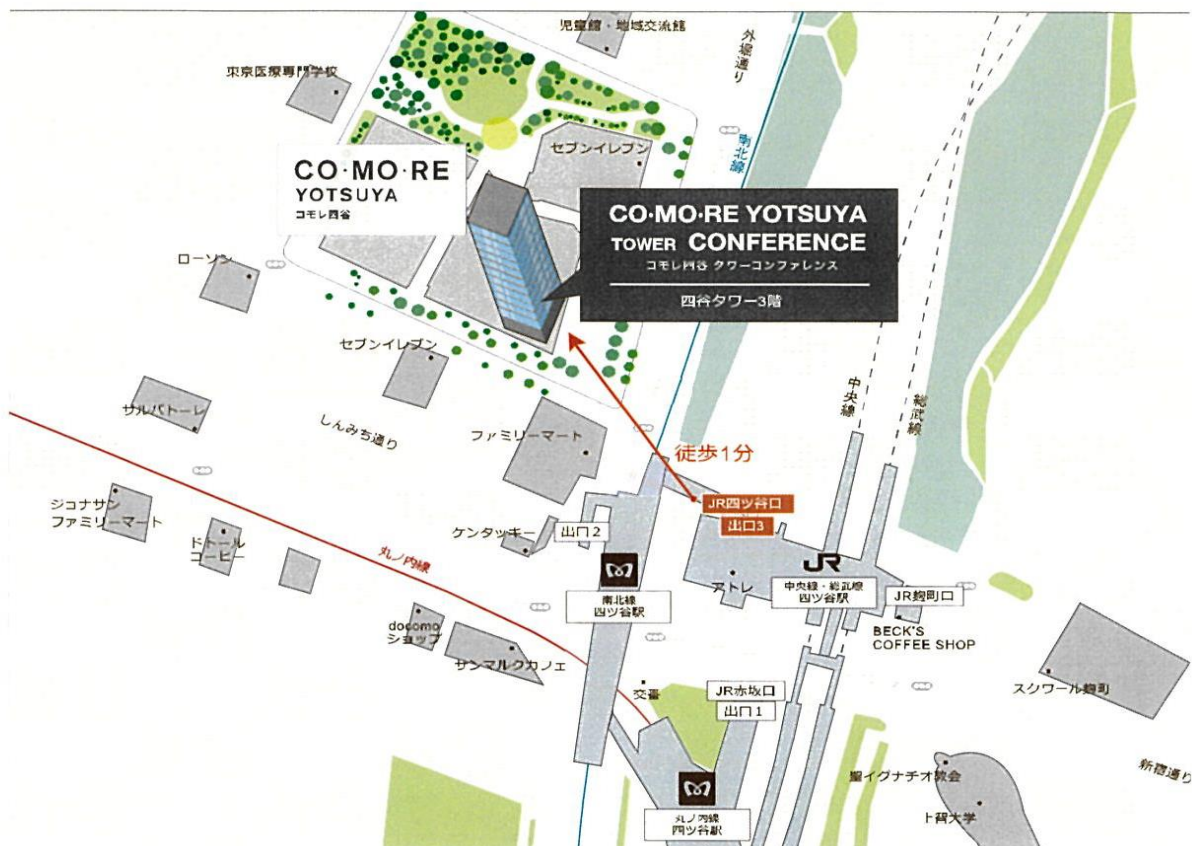 児童館・地域交流館
外堀通り
東京医療専門学校
南北線
セブンイレブン
CO・MO・RE
YOTSUYA
コモレ四谷
CO・MO・RE YOTSUYA
TOWER CONFERENCE
コモレ四谷 タワーコンファレンス
四谷タワー3階
ローソン
セブンイレブン
中央線
総武線
サルバトーレ
しんみち通り
ファミリーマート
徒歩1分
JR四ツ谷口
出口3
ジョナサン
ファミリーマート
ドトール
コーヒー
ケンタッキー
出口2
丸ノ内線
南北線
四ツ谷駅
アトレ
JR
中央線・総武線
四ツ谷駅
JR麹町口
BECK'S
COFFEE SHOP
docomo
ショップ
サンマルクカフェ
交番
JR赤坂口
出口1
スクワール麹町
新宿通り
聖イグナチオ教会
上智大学
丸ノ内線
四ツ谷駅